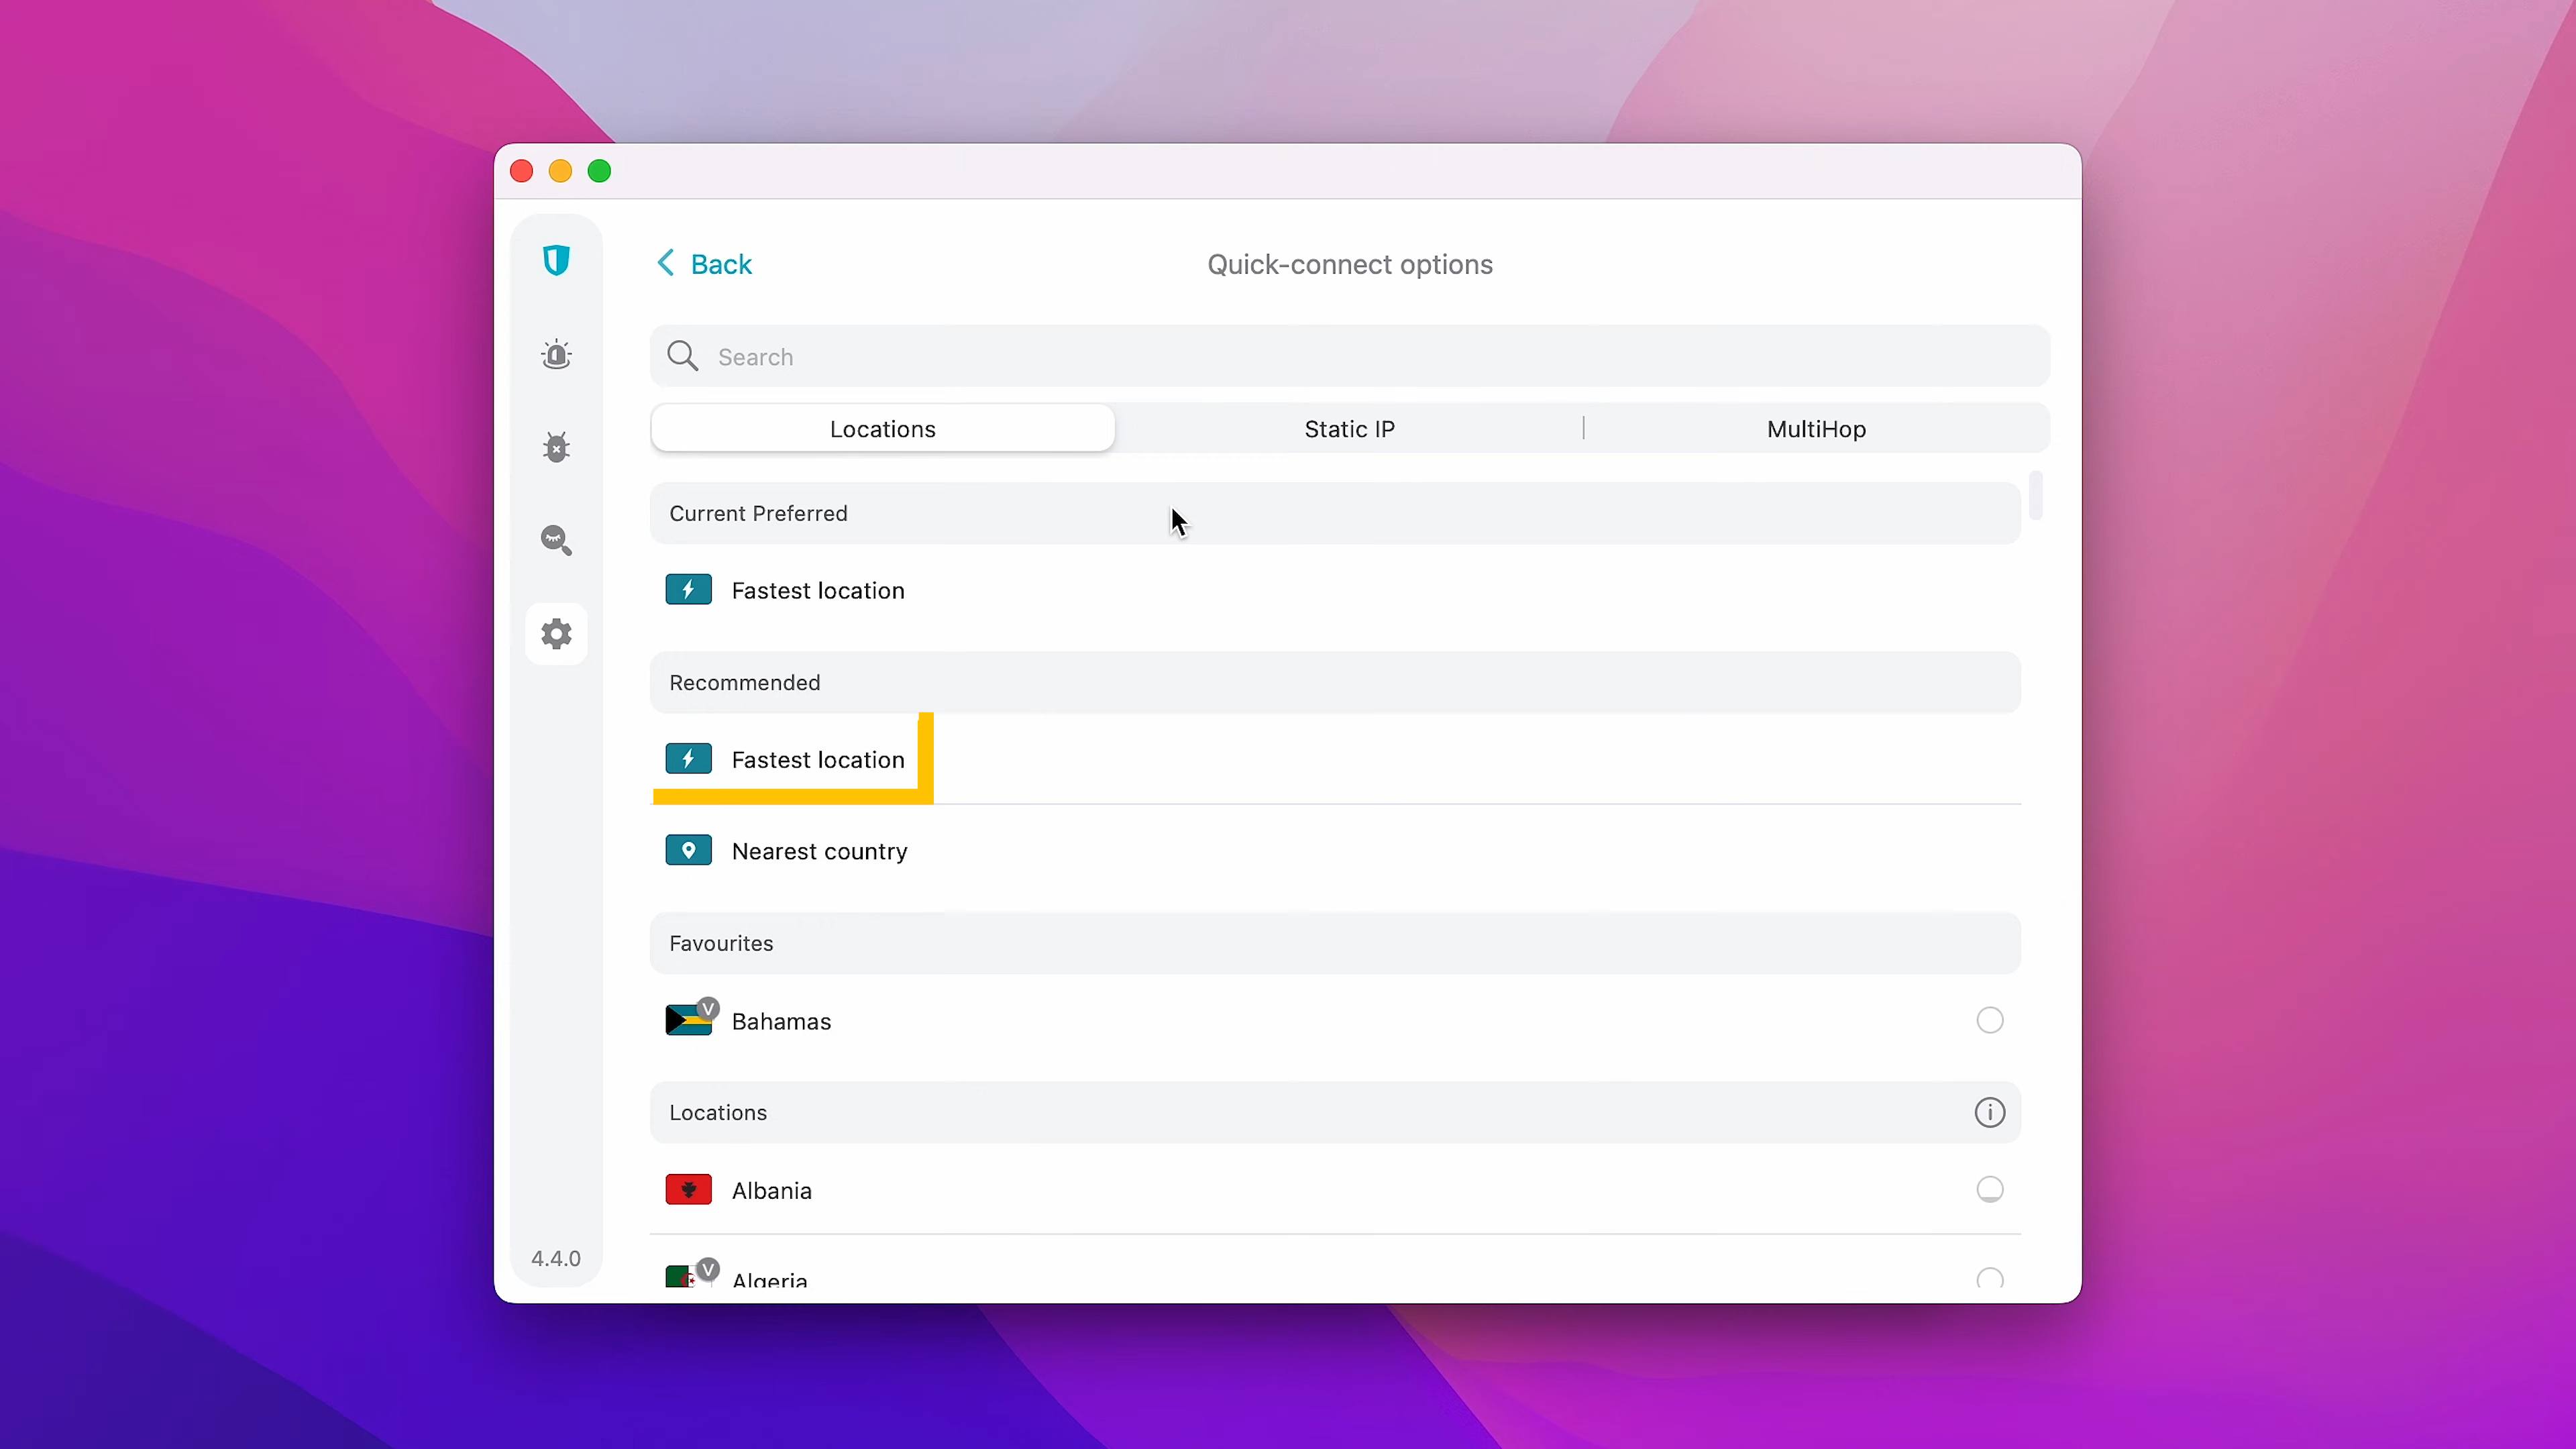 Back
Quick-connect options
Search
Locations
Static IP
MultiHop
Current Preferred
Fastest location
Recommended
Fastest location
Nearest country
Favourites
V
Bahamas
Locations
Albania
V
Algeria
4.4.0